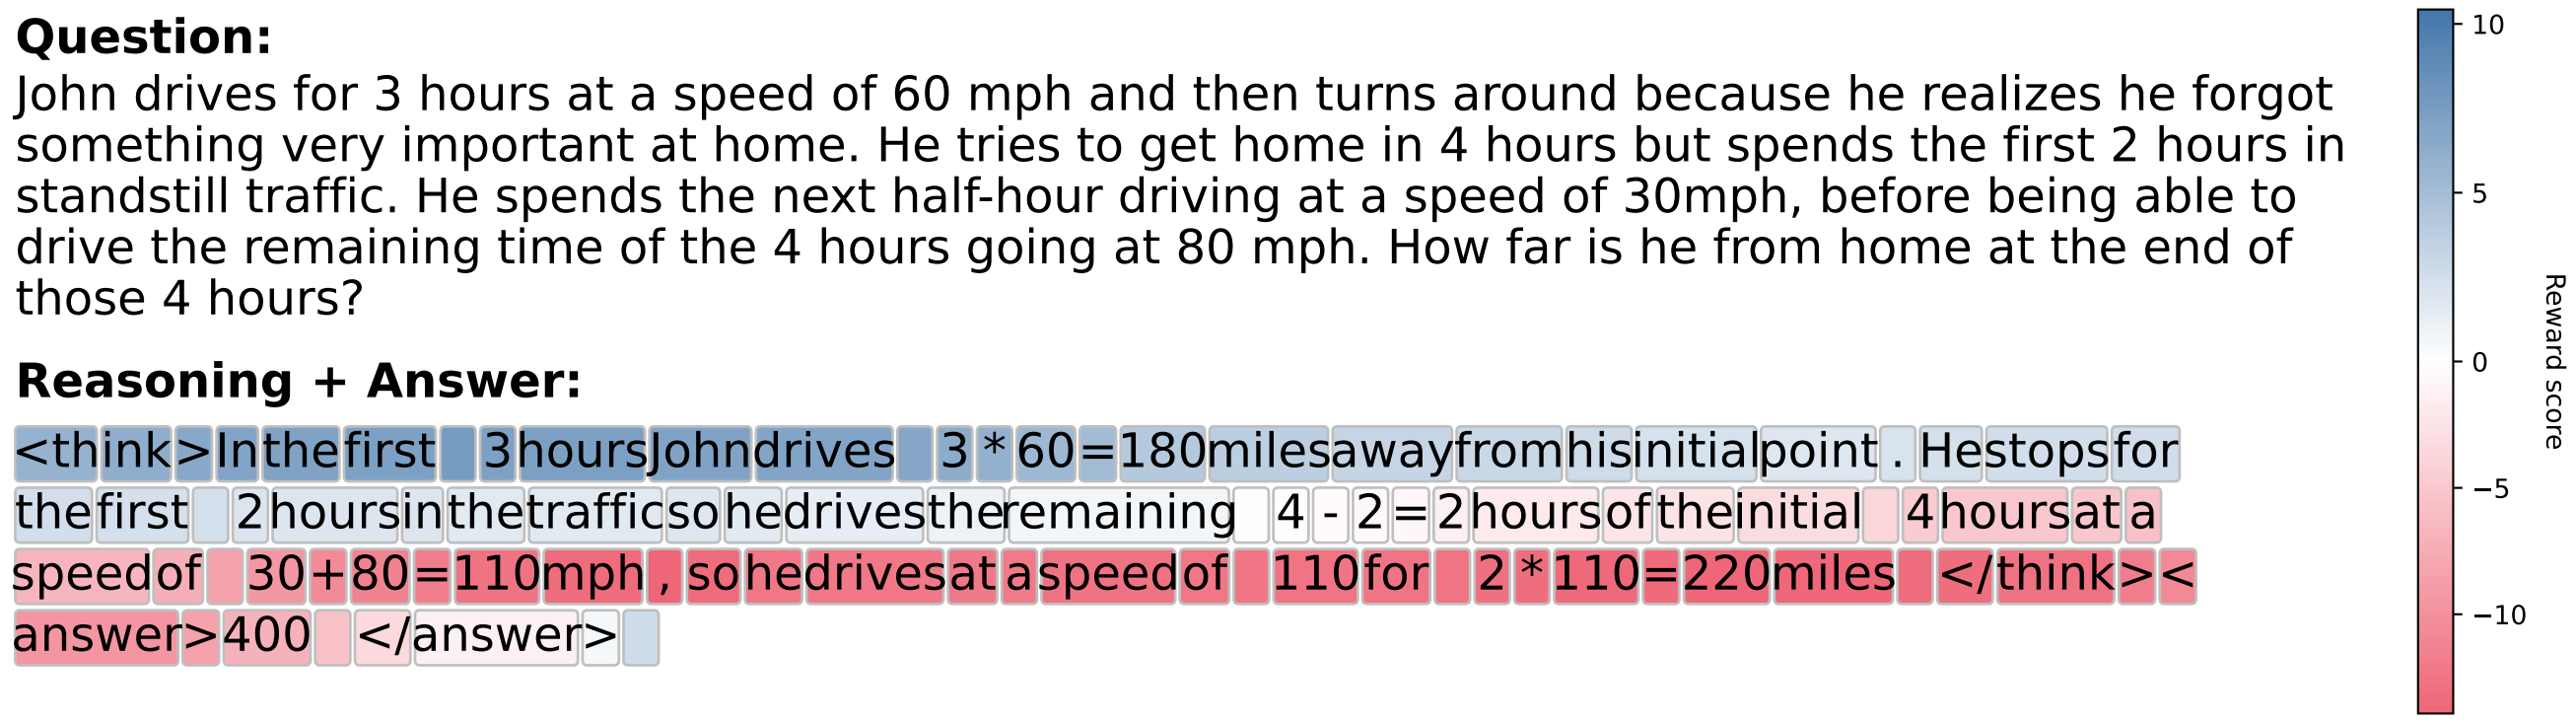 Question:
John drives for 3 hours at a speed of 60 mph and then turns around because he realizes he forgot
something very important at home. He tries to get home in 4 hours but spends the first 2 hours in
standstill traffic. He spends the next half-hour driving at a speed of 30mph, before being able to
drive the remaining time of the 4 hours going at 80 mph. How far is he from home at the end of
those 4 hours?
Reasoning + Answer:
<think> In the first 3 hours John drives 3 * 60 = 180 miles away from his initial point . He stops for
the first 2 hours in the traffic so he drives the remaining 4 - 2 = 2 hours of the initial 4 hours at a
speed of 30 + 80 = 110 mph , so he drives at a speed of 110 for 2 * 110 = 220 miles </think> <
answer> 400 </answer>
10
5
0
−5
−10
Reward score